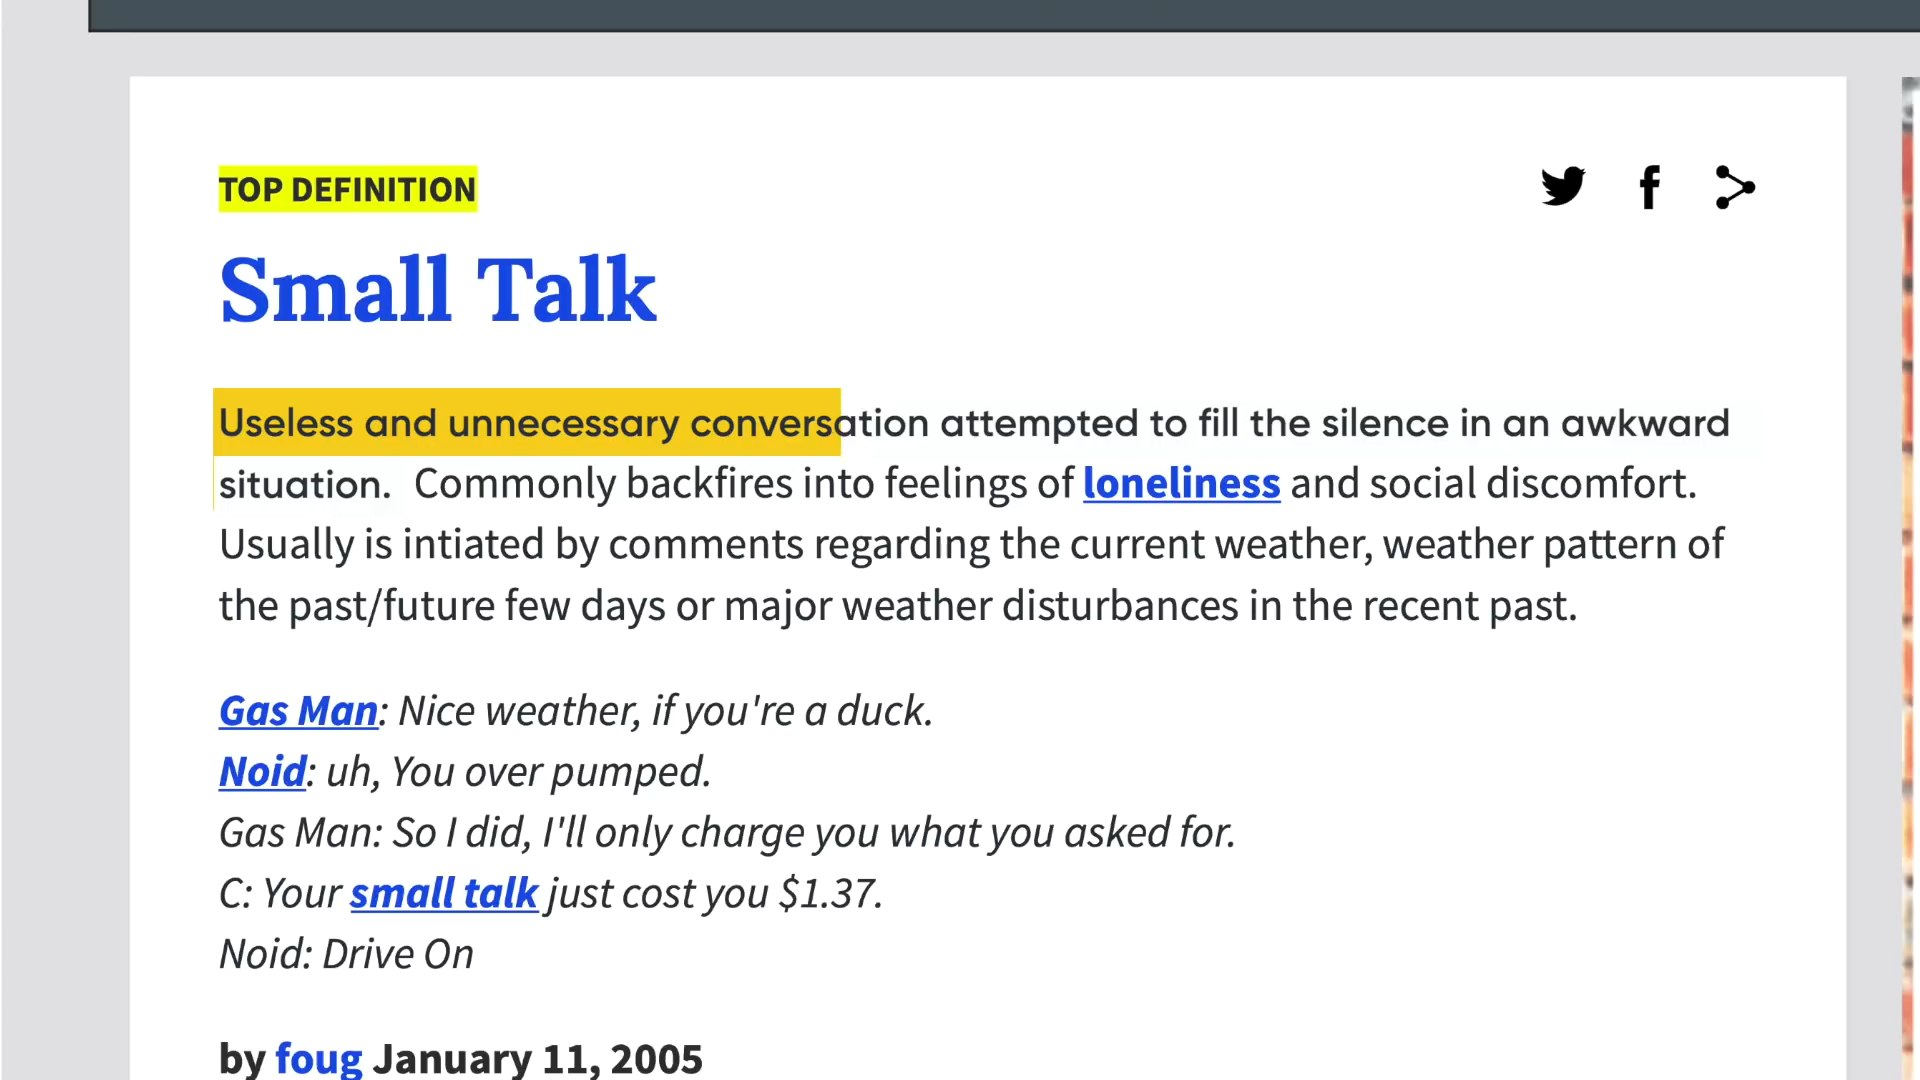 TOP DEFINITION
Small Talk
Useless and unnecessary conversation attempted to fill the silence in an awkward
situation. Commonly backfires into feelings of loneliness and social discomfort.
Usually is intiated by comments regarding the current weather, weather pattern of
the past/future few days or major weather disturbances in the recent past.
Gas Man: Nice weather, if you're a duck.
Noid: uh, You over pumped.
Gas Man: So I did, I'll only charge you what you asked for.
C: Your small talk just cost you $1.37.
Noid: Drive On
by foug January 11, 2005